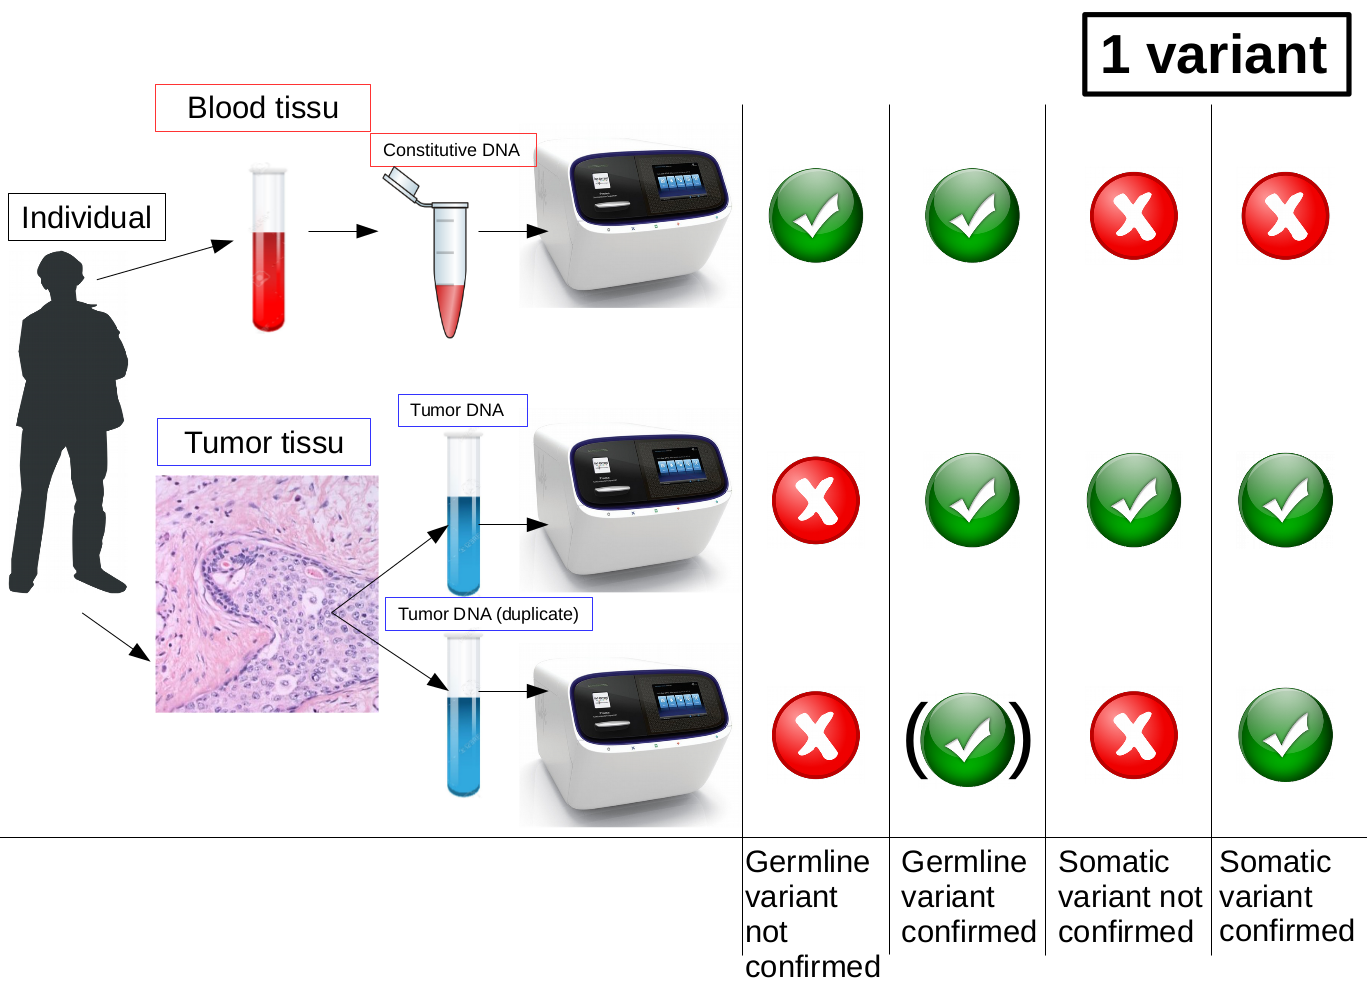 1 variant
Blood tissu
Constitutive DNA
Individual
Tumor DNA
Tumor tissu
Tumor DNA (duplicate)
( )
Germline
variant
not
confirmed
Germline
variant
confirmed
Somatic
variant not
confirmed
Somatic
variant
confirmed